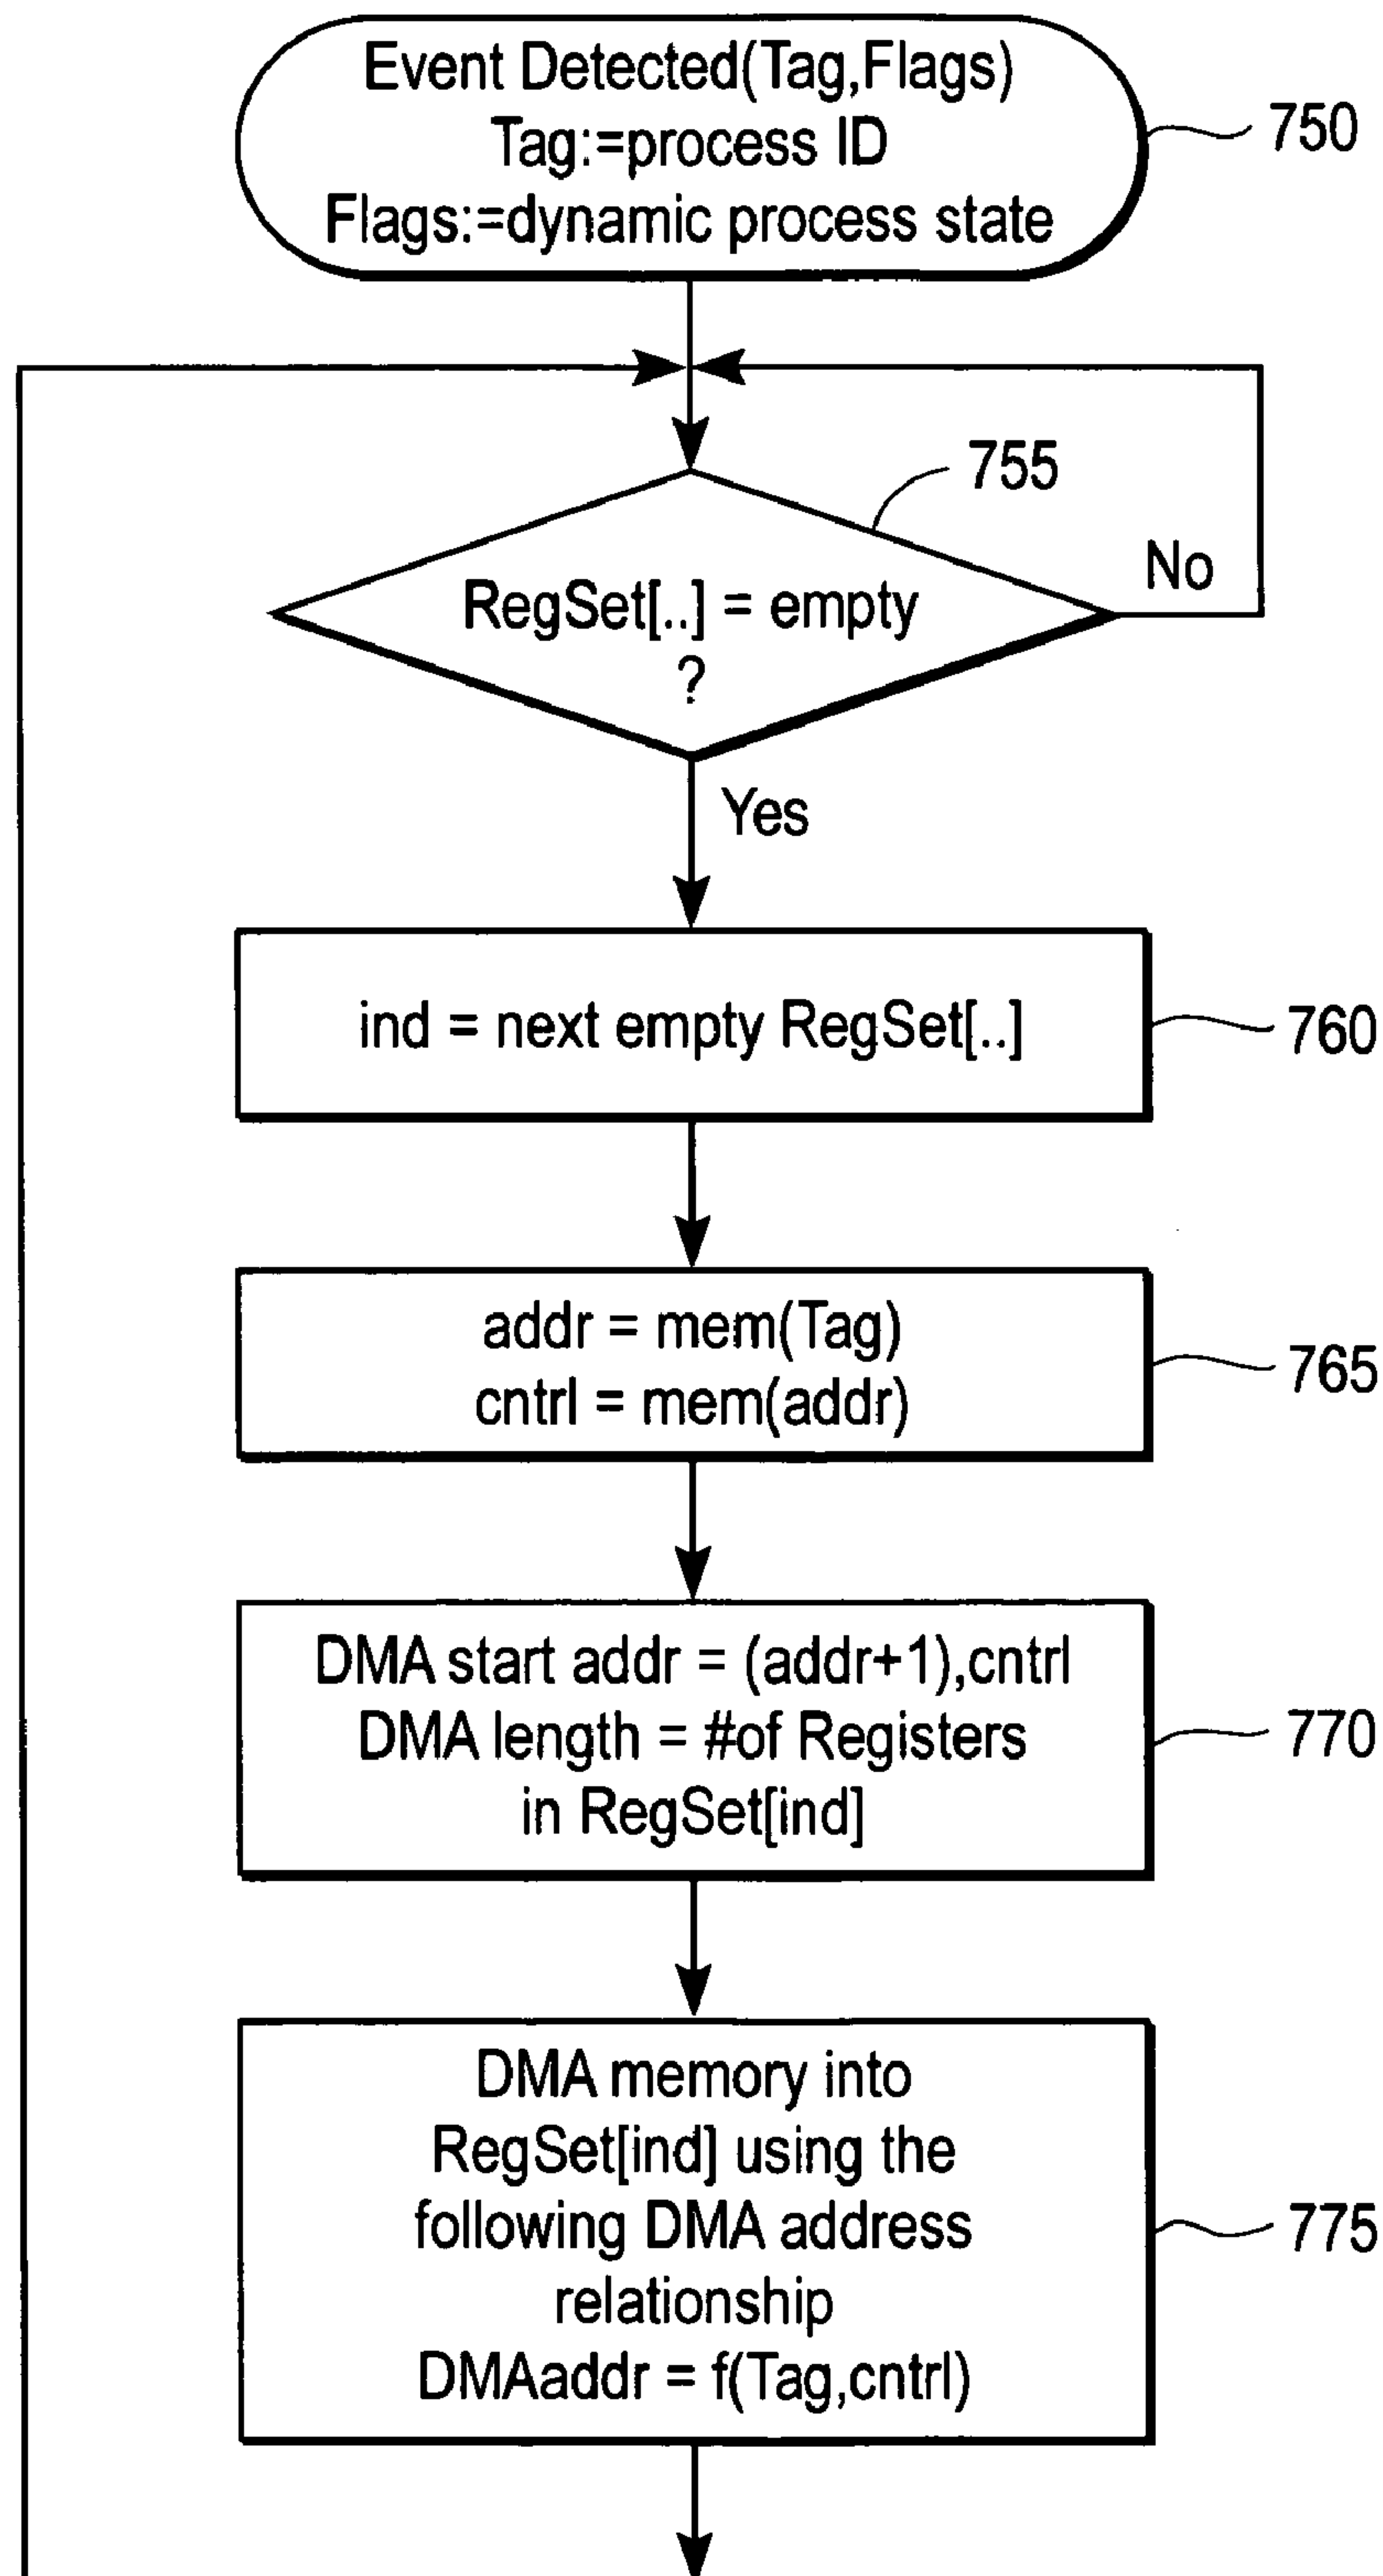 Event Detected(Tag,Flags)
Tag:=process ID
Flags:=dynamic process state
750
755
RegSet[..] = empty
?
No
Yes
ind = next empty RegSet[..]
760
addr = mem(Tag)
cntrl = mem(addr)
765
DMA start addr = (addr+1),cntrl
DMA length = #of Registers
in RegSet[ind]
770
DMA memory into
RegSet[ind] using the
following DMA address
relationship
DMAaddr = f(Tag,cntrl)
775